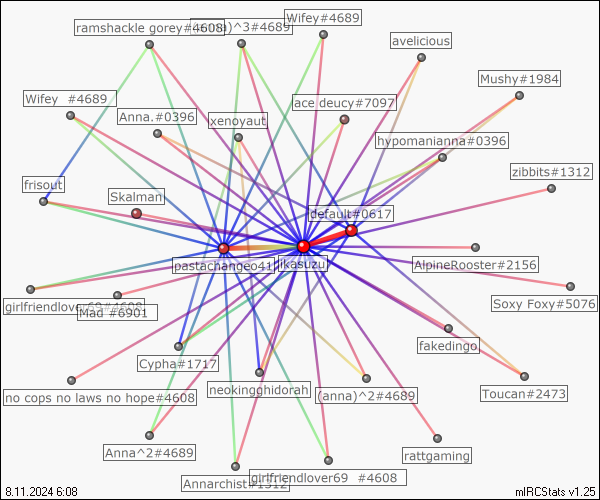 Wifey#4689
ramshackle gorey#4608
)^3#4689
avelicious
Mushy#1984
Wifey  #4689
Anna.#0396
xenoyaut
ace deucy#7097
hypomanianna#0396
zibbits#1312
frisout
Skalman
default#0617
pastachangeo41
likasuzu
AlpineRooster#2156
girlfriendlover 69#4608
Mad #6901
Soxy Foxy#5076
fakedingo
Cypha#1717
neokingghidorah
(anna)^2#4689
Toucan#2473
no cops no laws no hope#4608
Anna^2#4689
rattgaming
Annarchist#1312
girlfriendlover69  #4608
8.11.2024 6:08
mIRCStats v1.25